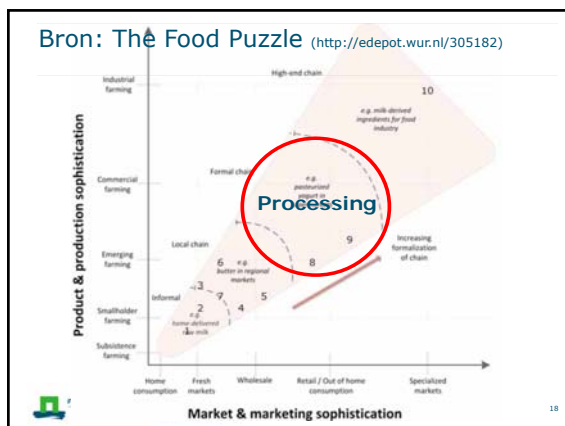 Bron: The Food Puzzle (http://edepot.wur.nl/305182)
High-end chain
Industrial
farming
10
e.g. milk-derived
ingredients for food
industry
Formal chain
Commercial
farming
e.g.
pasteurized
yogurt in
Processing
Local chain
9
Increasing
formalization
of chain
Emerging
farming
6
e.g.
butter in regional
markets
8
3
Informal
7
5
2
4
Smallholder
farming
e.g.
home-delivered
milk
1
Subsistence
farming
Product & production sophistication
Home
consumption
Fresh
markets
Wholesale
Retail / Out of home
consumption
Specialized
markets
Market & marketing sophistication
18